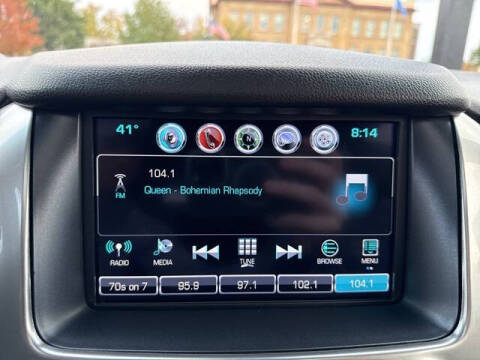 41°
8:14
N
104.1
FM
Queen - Bohemian Rhapsody
RADIO
MEDIA
TUNE
BROWSE
MENU
70s on 7
95.9
97.1
102.1
104.1